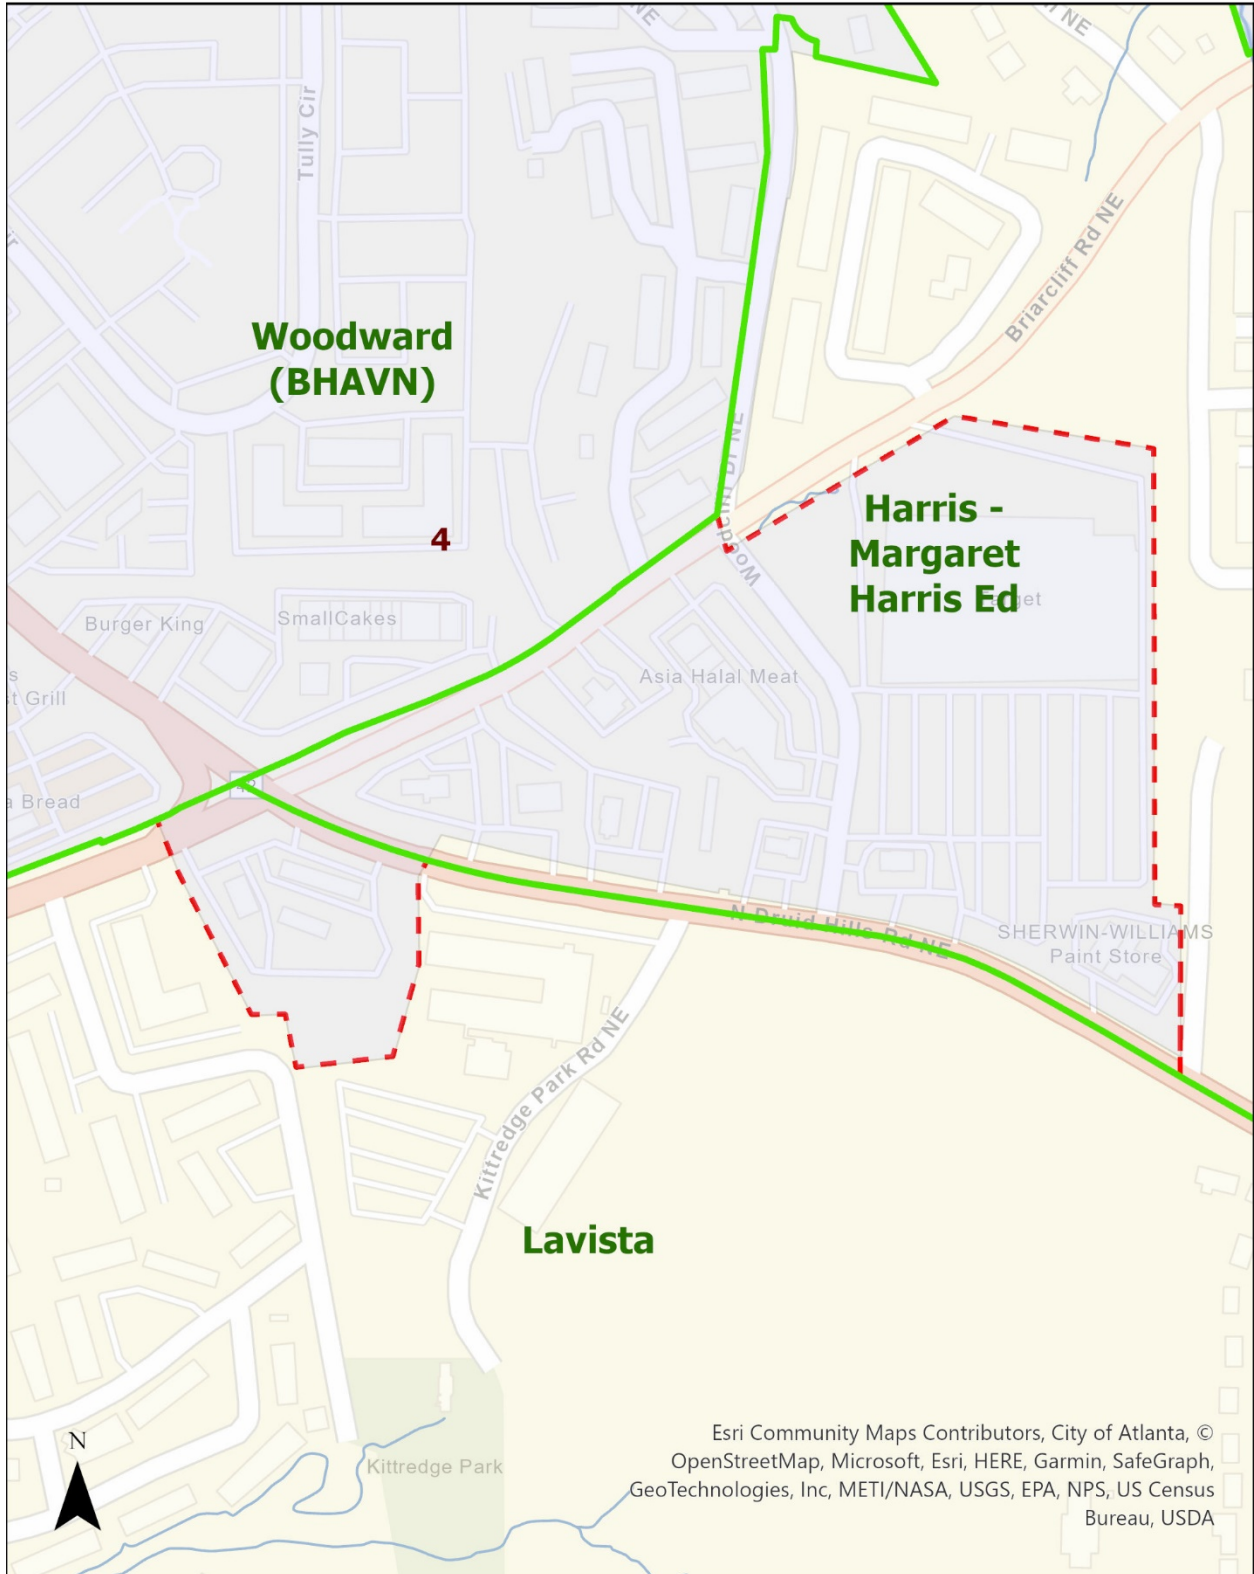 NE
NE
Tully Cir
Briarcliff Rd NE
Woodward
(BHAVN)
Woodcliff Dr NE
Harris -
Margaret
Harris Ed
4
Burger King
SmallCakes
Grill
Asia Halal Meat
Bread
42
N Druid Hills Rd NE
SHERWIN-WILLIAMS
Paint Store
Kittredge Park Rd NE
Lavista
N
Kittredge Park
Esri Community Maps Contributors, City of Atlanta, ©
OpenStreetMap, Microsoft, Esri, HERE, Garmin, SafeGraph,
GeoTechnologies, Inc, METI/NASA, USGS, EPA, NPS, US Census
Bureau, USDA